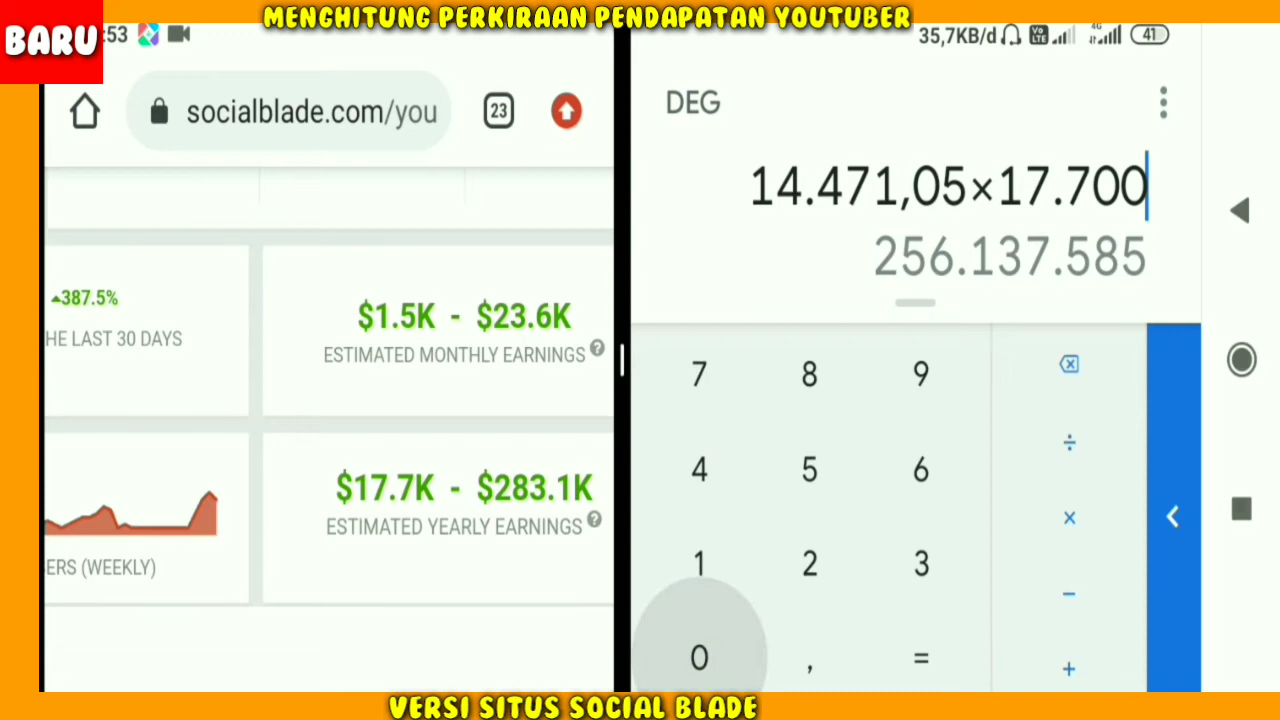 MENGHITUNG PERKIRAAN PENDAPATAN YOUTUBER
BARU
:53
35,7KB/d
Vo LTE
4G
41
socialblade.com/you
23
DEG
14.471,05×17.700
256.137.585
387.5%
HE LAST 30 DAYS
$1.5K - $23.6K
ESTIMATED MONTHLY EARNINGS ?
$17.7K - $283.1K
ESTIMATED YEARLY EARNINGS ?
ERS (WEEKLY)
7 8 9
÷
4 5 6
×
1 2 3
−
0 , =
+
VERSI SITUS SOCIAL BLADE